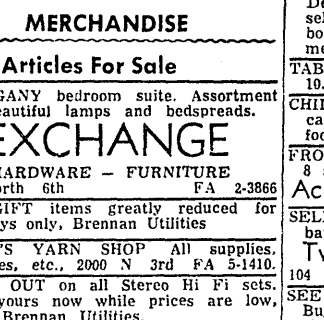 MERCHANDISE
Articles For Sale
GANY bedroom suite. Assortment
eautiful lamps and bedspreads.
EXCHANGE
HARDWARE — FURNITURE
orth 6th FA 2-3866
GIFT items greatly reduced for
ys only, Brennan Utilities
'S YARN SHOP All supplies,
es, etc., 2000 N 3rd FA 5-1410.
OUT on all Stereo Hi Fi sets.
yours now while prices are low,
Brennan Utilities.
De
sel
bo
me
TAB
10.
CHI
ca
foo
FRO
8
Ac
SEL
ba
Tv
104
SEE
Bu